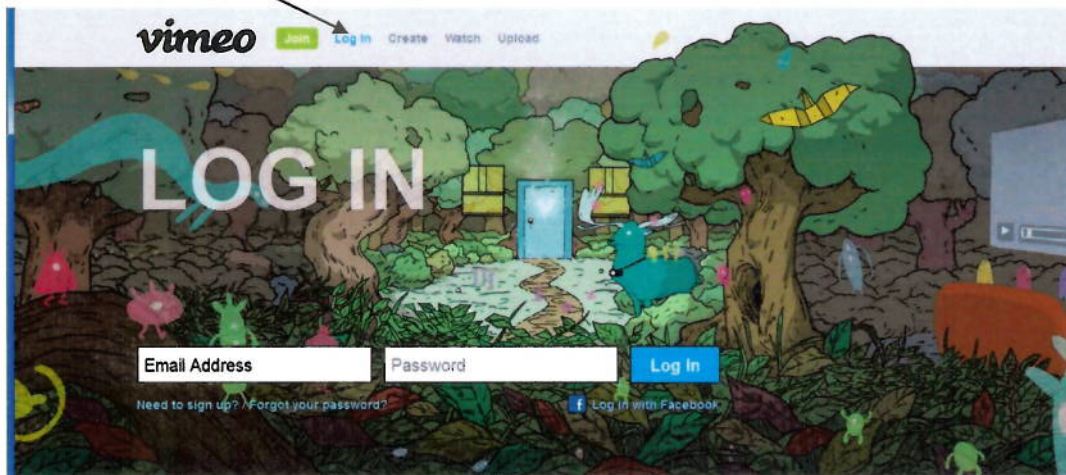 vimeo Join Log In Create Watch Upload
LOG IN
Email Address Password Log In
Need to sign up? / Forgot your password? f Log in with Facebook